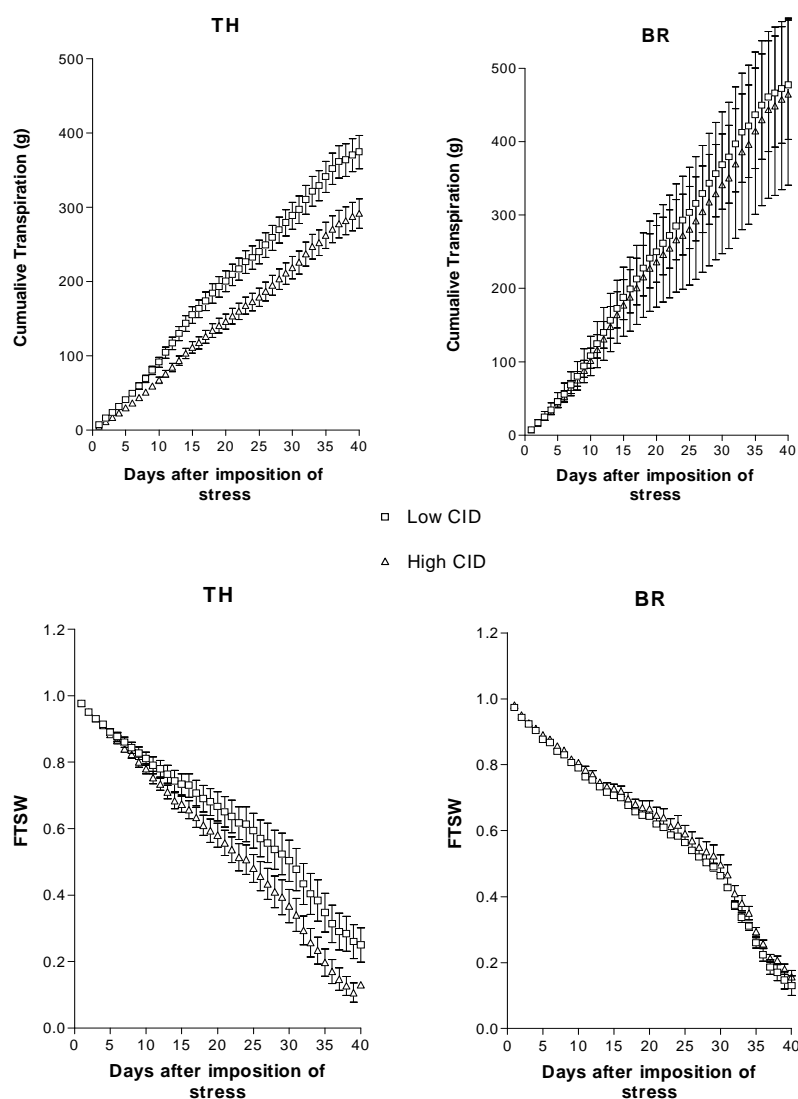 TH
500
400
300
200
100
0
Cumualive Transpiration (g)
0 5 10 15 20 25 30 35 40
Days after imposition of
stress
BR
500
400
300
200
100
0
Cumualive Transpiration (g)
0 5 10 15 20 25 30 35 40
Days after imposition of
stress
Low CID
High CID
TH
1.2
1.0
0.8
0.6
0.4
0.2
0.0
FTSW
0 5 10 15 20 25 30 35 40
Days after imposition of
stress
BR
1.2
1.0
0.8
0.6
0.4
0.2
0.0
FTSW
0 5 10 15 20 25 30 35 40
Days after imposition of
stress